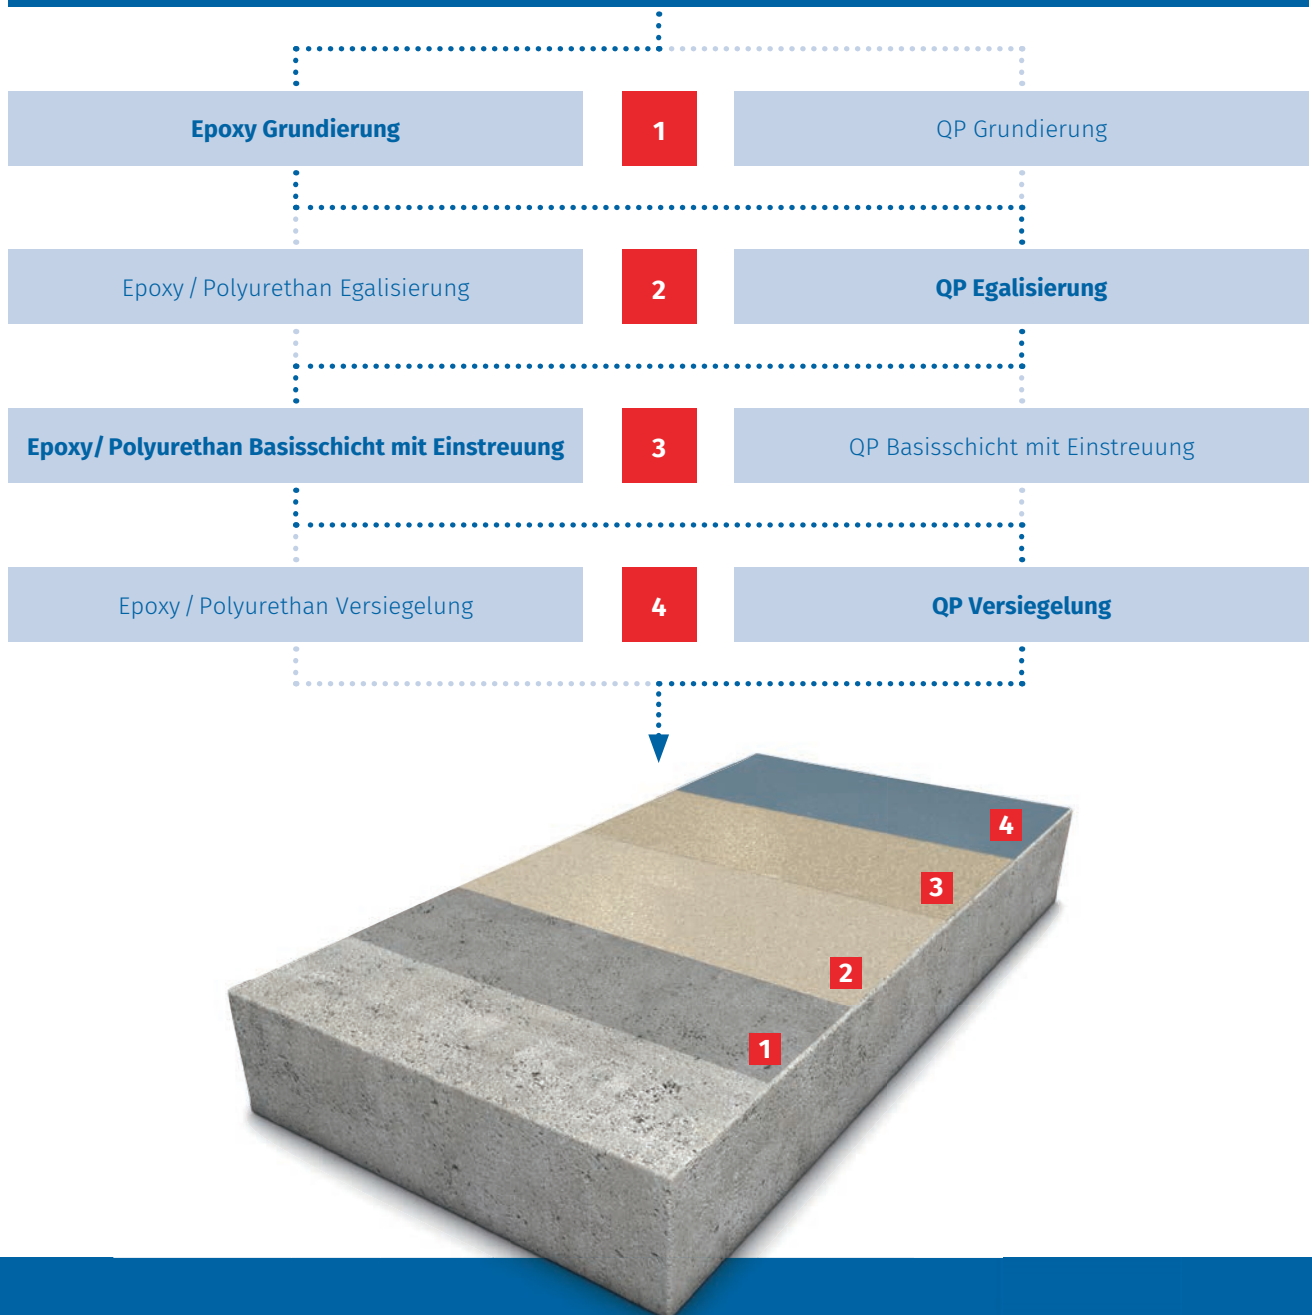 Epoxy Grundierung
1
QP Grundierung
Epoxy / Polyurethan Egalisierung
2
QP Egalisierung
Epoxy / Polyurethan Basisschicht mit Einstreuung
3
QP Basisschicht mit Einstreuung
Epoxy / Polyurethan Versiegelung
4
QP Versiegelung
4
3
2
1